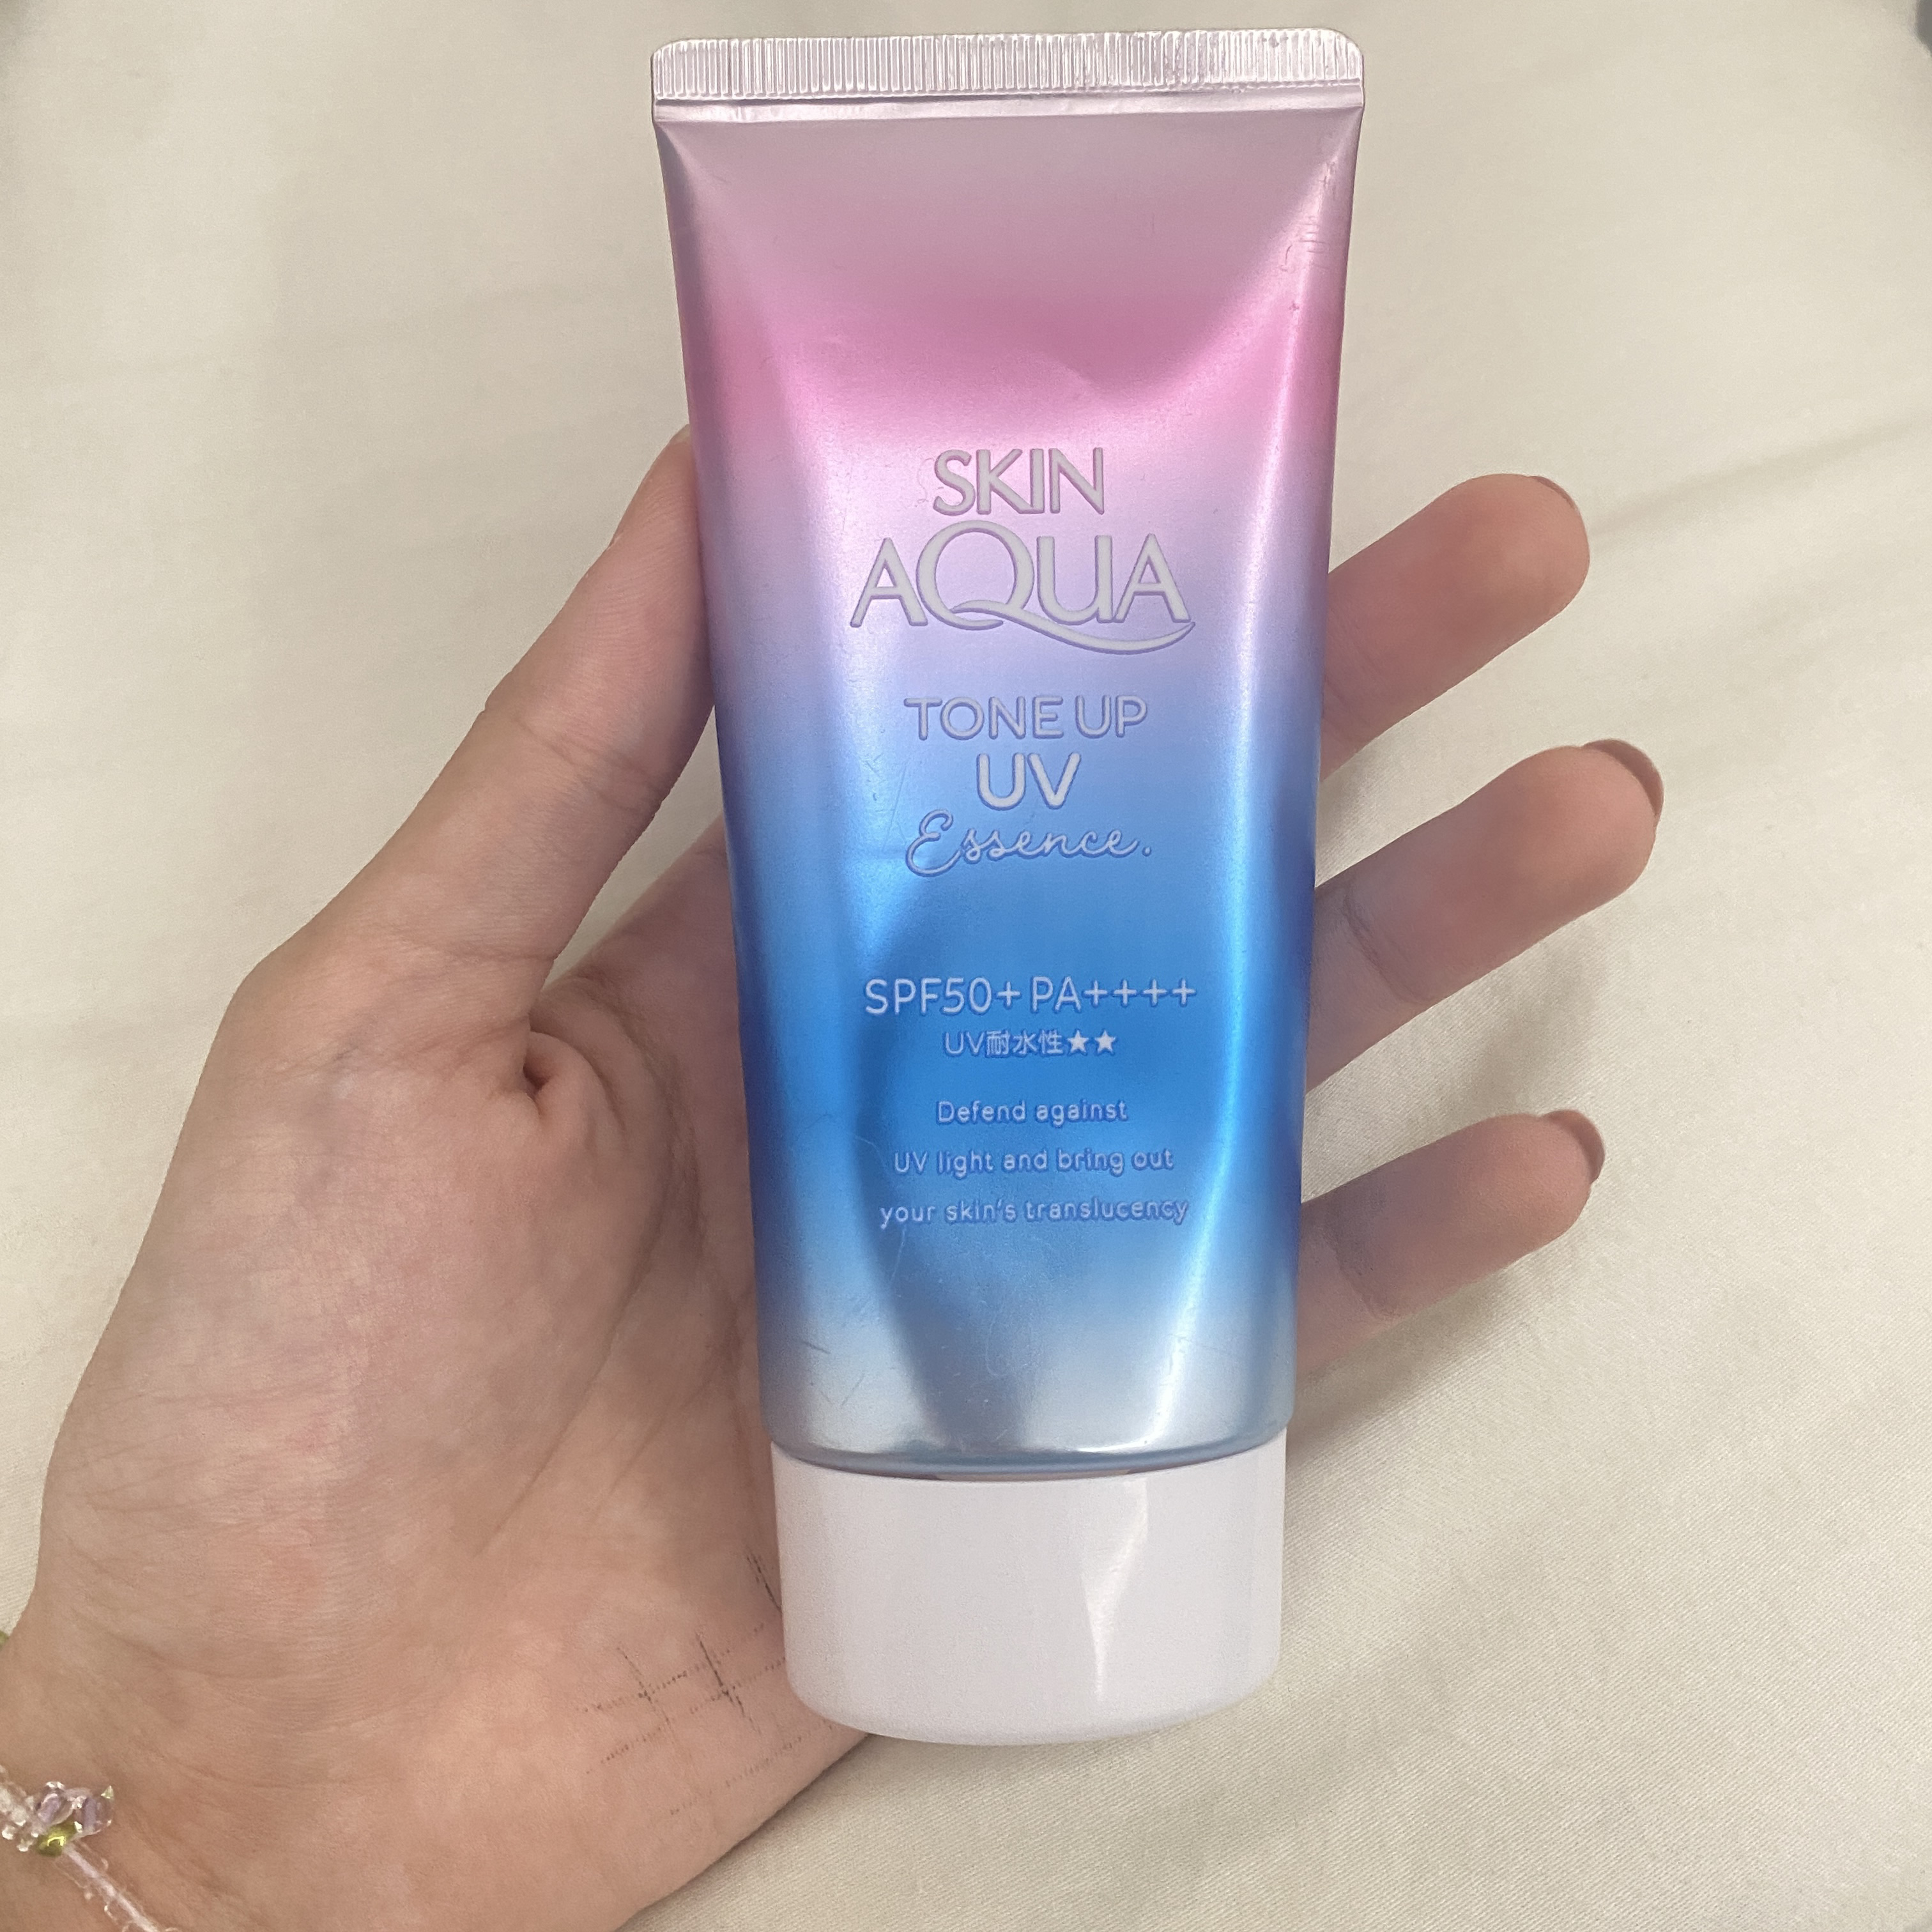 SKIN
AQUA
TONE UP
UV
Essence.
SPF50+ PA++++
UV耐水性★★
Defend against
UV light and bring out
your skin's translucency